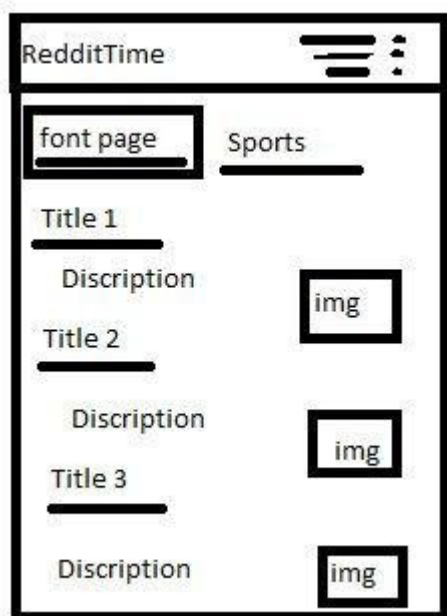 RedditTime
font page Sports
Title 1
Discription
img
Title 2
Discription
img
Title 3
Discription
img